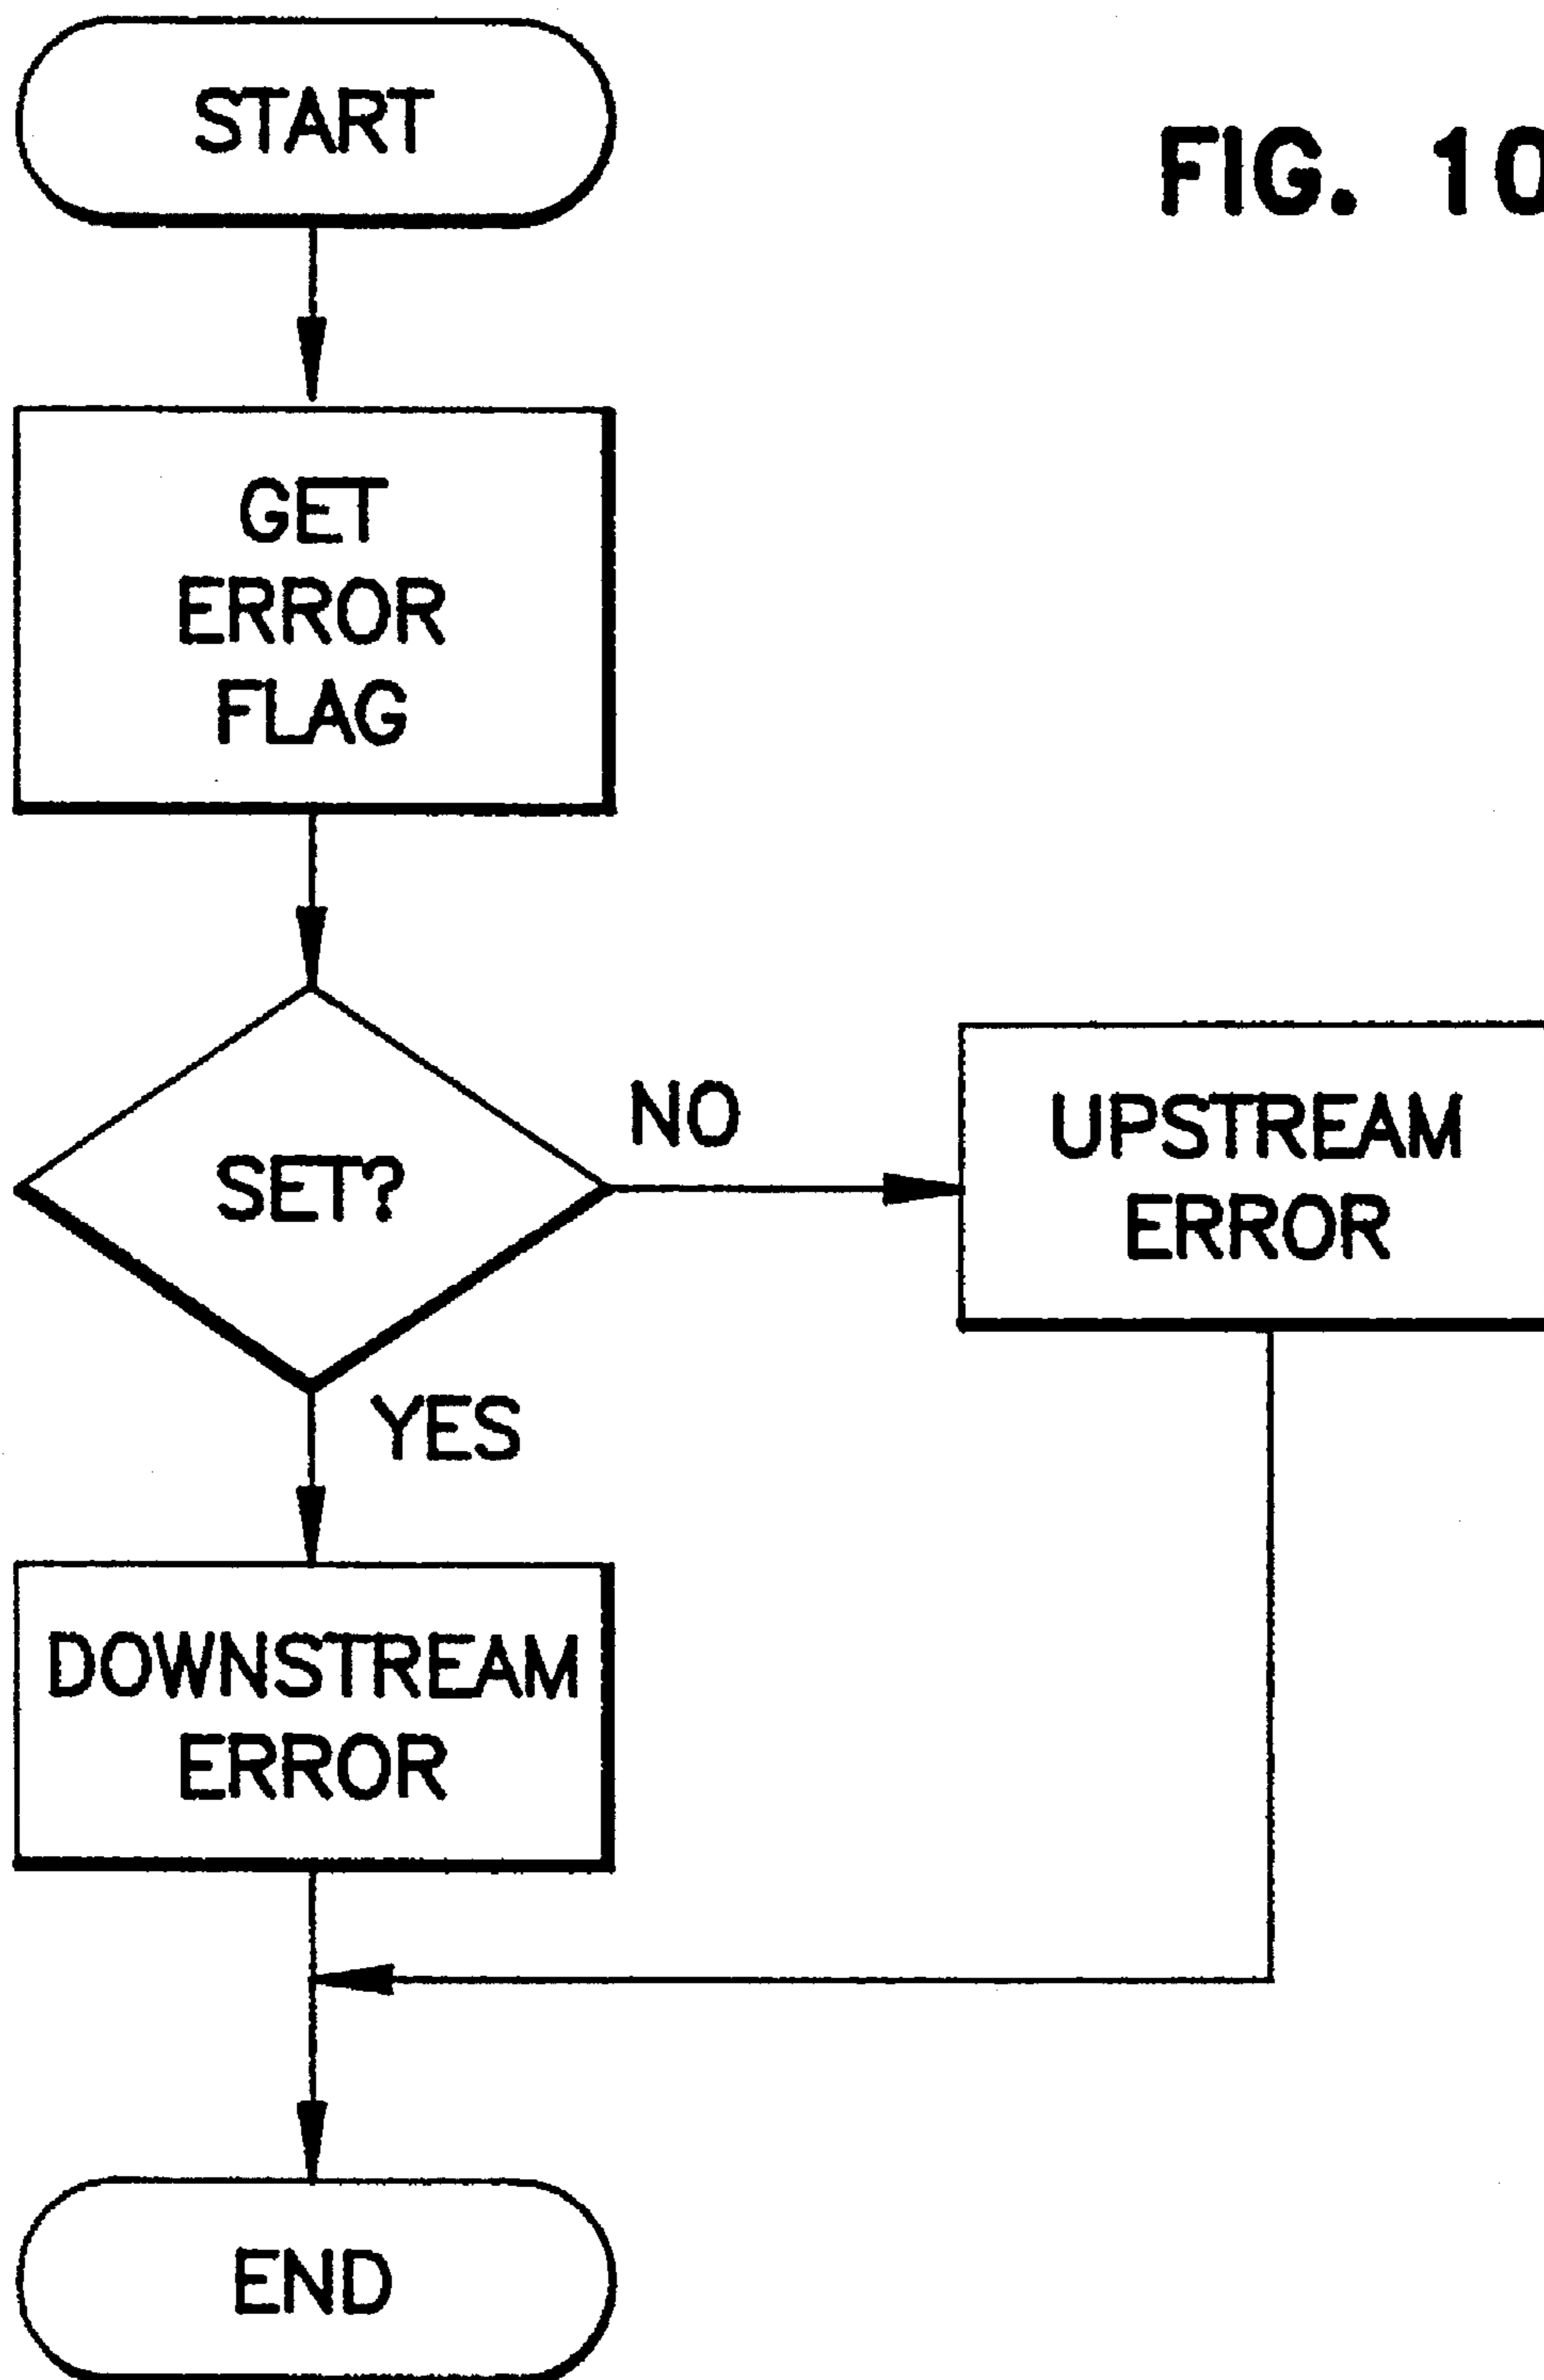 START
FIG. 10
GET
ERROR
FLAG
SET?
NO
UPSTREAM
ERROR
YES
DOWNSTREAM
ERROR
END